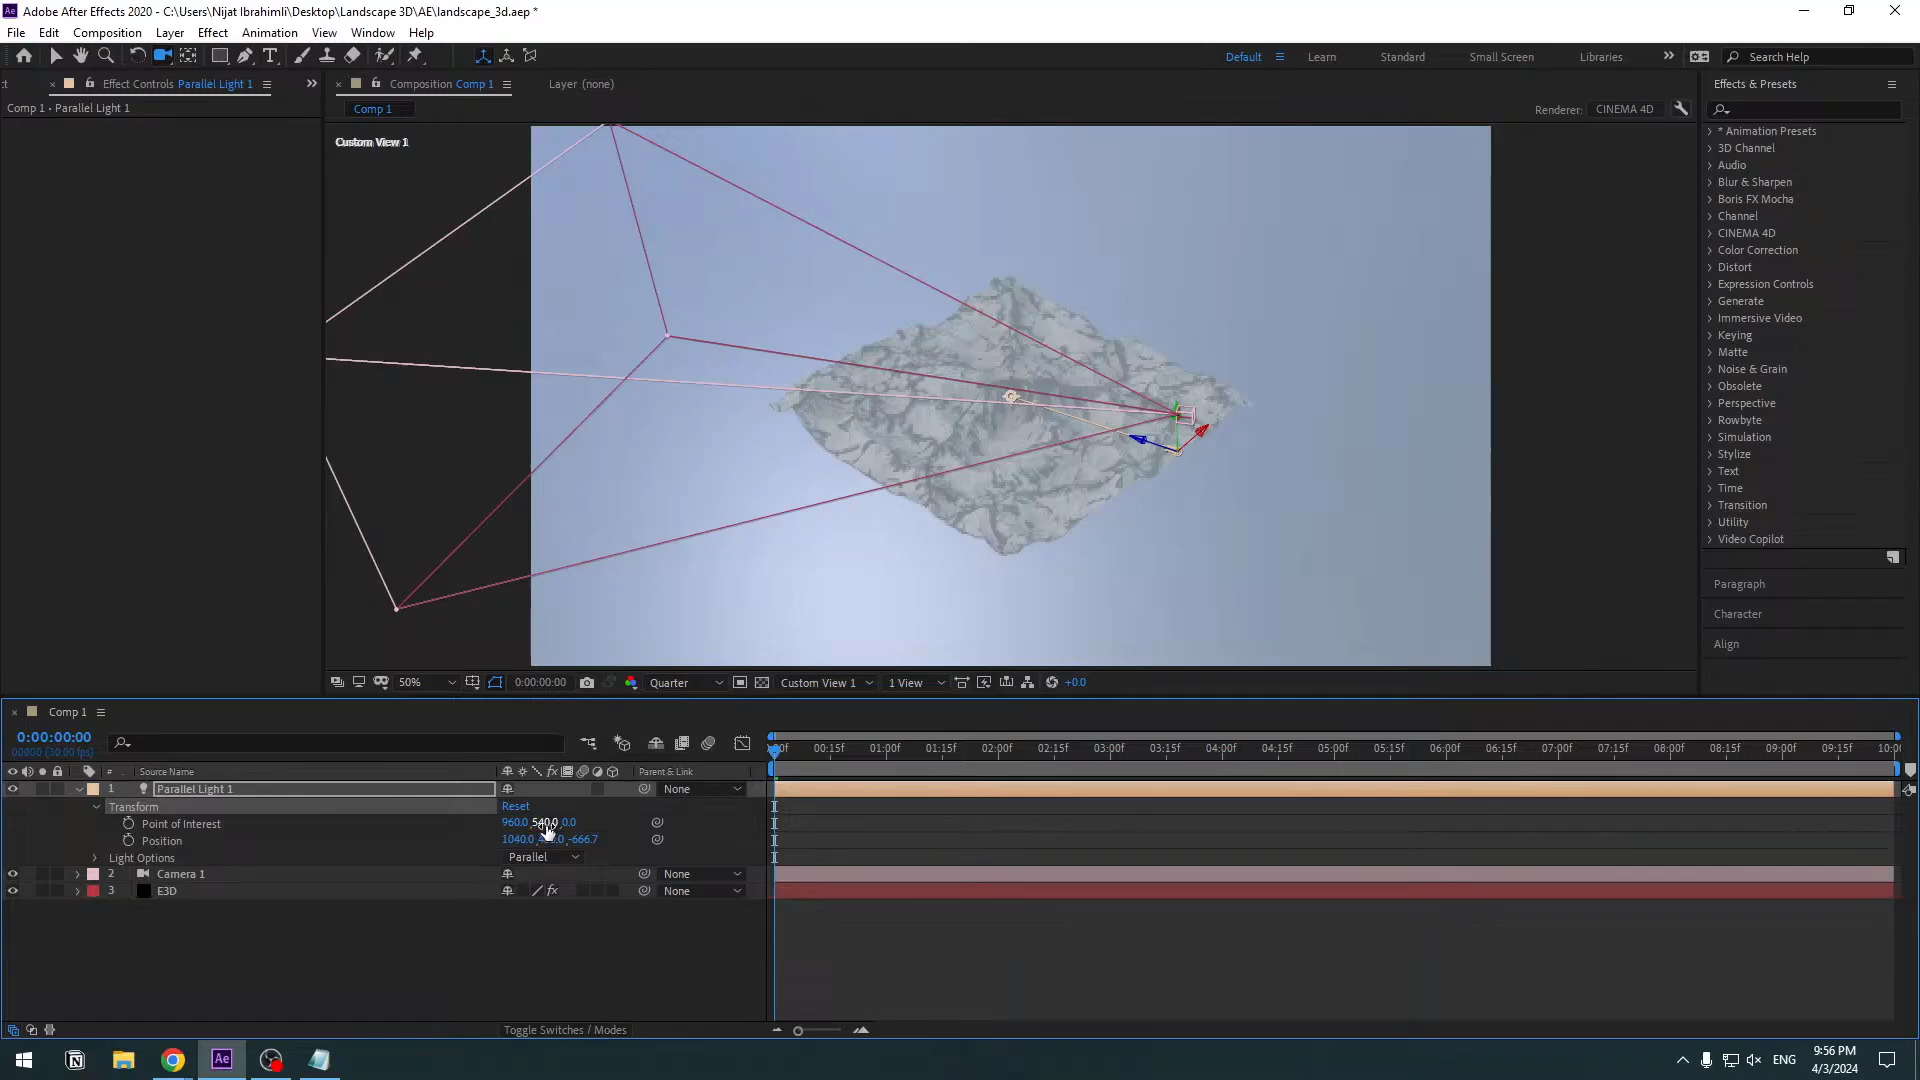 Adobe After Effects 2020 - C:\Users\Nijat Ibrahimli\Desktop\Landscape 3D\AE\landscape_3d.aep *
File Edit Composition Layer Effect Animation View Window Help
Default Learn Standard Small Screen Libraries Search Help
Effect Controls Parallel Light 1
Composition Comp 1
Layer (none)
Effects & Presets
Comp 1 • Parallel Light 1
Comp 1
Renderer: CINEMA 4D
Custom View 1
* Animation Presets
3D Channel
Audio
Blur & Sharpen
Boris FX Mocha
Channel
CINEMA 4D
Color Correction
Distort
Expression Controls
Generate
Immersive Video
Keying
Matte
Noise & Grain
Obsolete
Perspective
Rowbyte
Simulation
Stylize
Text
Time
Transition
Utility
Video Copilot
Paragraph
Character
Align
50% 0:00:00:00 Quarter Custom View 1 1 View +0.0
Comp 1
0:00:00:00
00000 (30.00 fps)
00f 00:15f 01:00f 01:15f 02:00f 02:15f 03:00f 03:15f 04:00f 04:15f 05:00f 05:15f 06:00f 06:15f 07:00f 07:15f 08:00f 08:15f 09:00f 09:15f 10:00
# Source Name fx Parent & Link
1 Parallel Light 1 None
Transform Reset
Point of Interest 960.0, 540.0, 0.0
Position 1040.0, -666.7
Light Options Parallel
2 Camera 1 None
3 E3D fx None
Toggle Switches / Modes
Ae
ENG
9:56 PM
4/3/2024